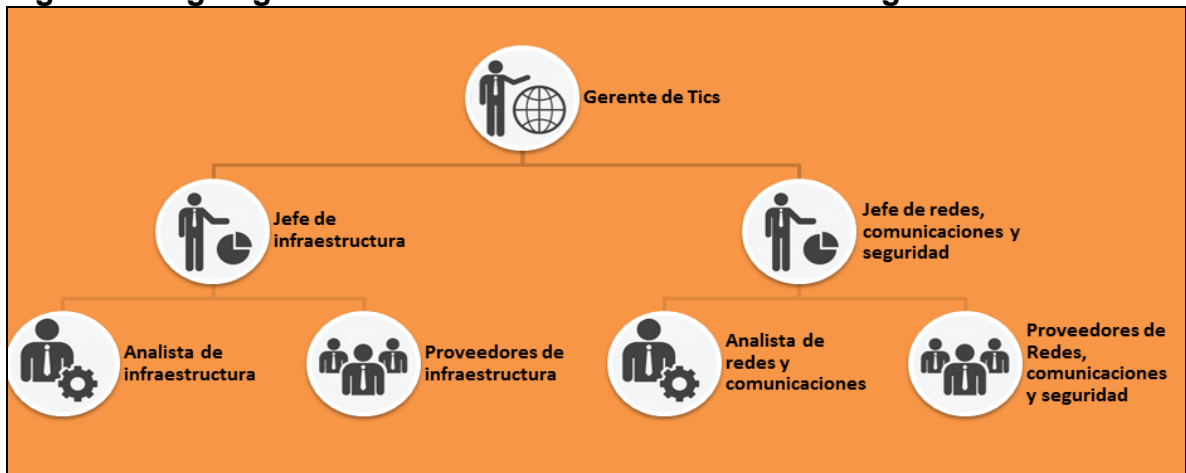 Gerente de Tics
Jefe de
infraestructura
Jefe de redes,
comunicaciones y
seguridad
Analista de
infraestructura
Proveedores de
infraestructura
Analista de
redes y
comunicaciones
Proveedores de
Redes,
comunicaciones
y seguridad